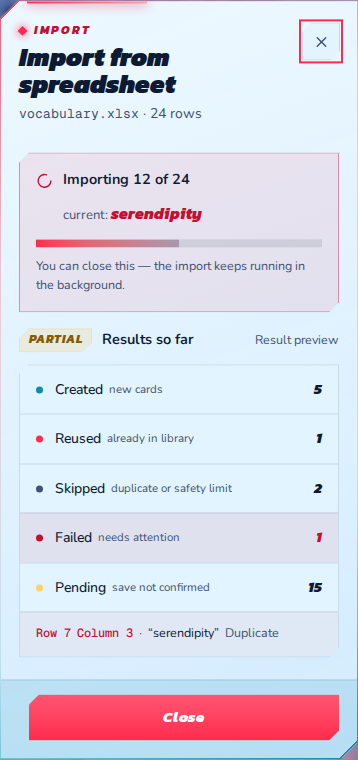 IMPORT
Import from
spreadsheet
vocabulary.xlsx · 24 rows
Importing 12 of 24
current: serendipity
You can close this — the import keeps running in
the background.
PARTIAL Results so far Result preview
Created new cards 5
Reused already in library 1
Skipped duplicate or safety limit 2
Failed needs attention 1
Pending save not confirmed 15
Row 7 Column 3 · “serendipity” Duplicate
Close